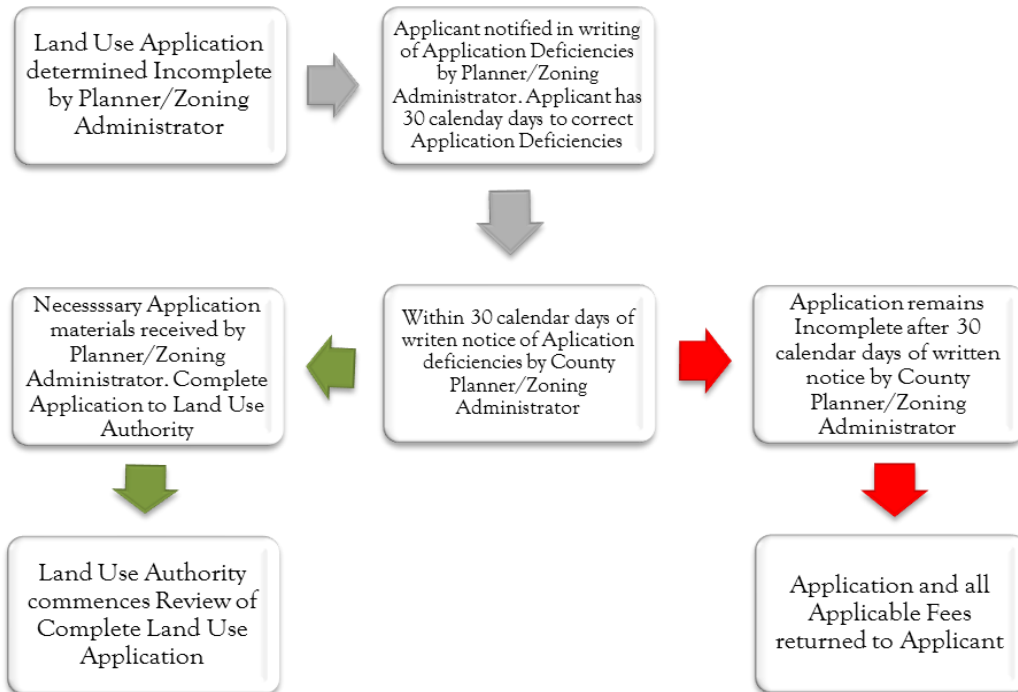 Land Use Application
determined Incomplete
by Planner/Zoning
Administrator
Applicant notified in writing
of Application Deficiencies
by Planner/Zoning
Administrator. Applicant has
30 calenday days to correct
Application Deficiencies
Necessssary Application
materials received by
Planner/Zoning
Administrator. Complete
Application to Land Use
Authority
Within 30 calendar days of
writen notice of Aplication
deficiencies by County
Planner/Zoning
Administrator
Application remains
Incomplete after 30
calendar days of written
notice by County
Planner/Zoning
Administrator
Land Use Authority
commences Review of
Complete Land Use
Application
Application and all
Applicable Fees
returned to Applicant